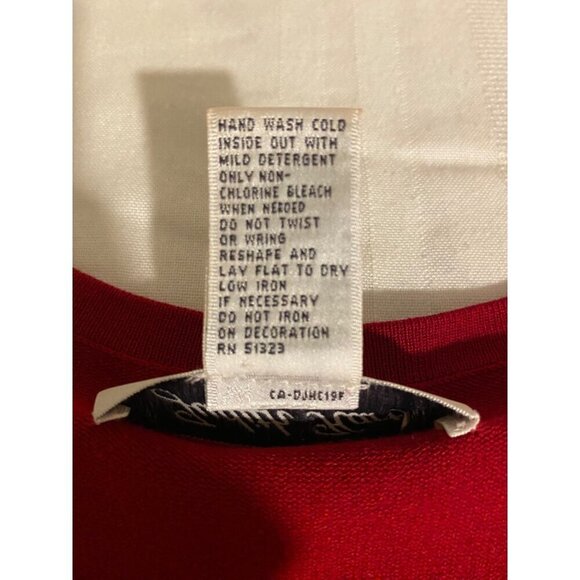 HAND WASH COLD
INSIDE OUT WITH
MILD DETERGENT
ONLY NON-
CHLORINE BLEACH
WHEN NEEDED
DO NOT TWIST
OR WRING
RESHAPE AND
LAY FLAT TO DRY
LOW IRON
IF NECESSARY
DO NOT IRON
ON DECORATION
RN 51323
CA-DJHC19F